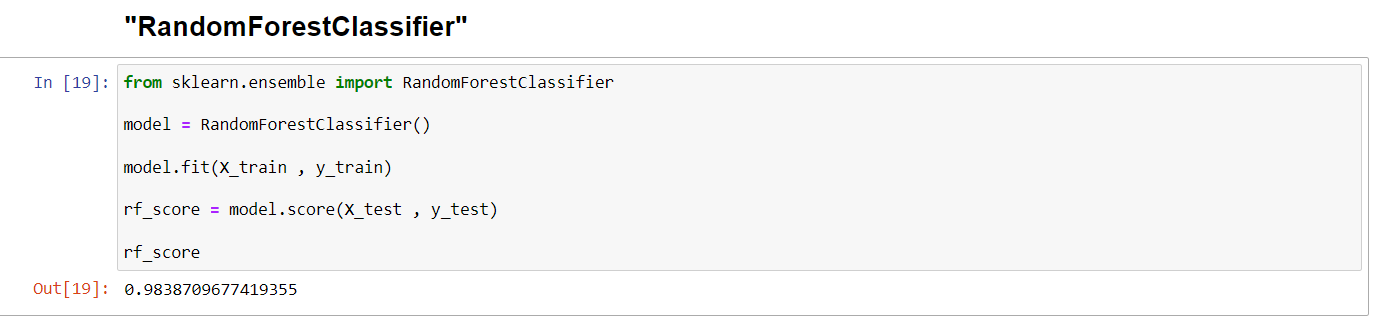 "RandomForestClassifier"
In [19]: from sklearn.ensemble import RandomForestClassifier
model = RandomForestClassifier()
model.fit(X_train , y_train)
rf_score = model.score(X_test , y_test)
rf_score
Out[19]: 0.9838709677419355